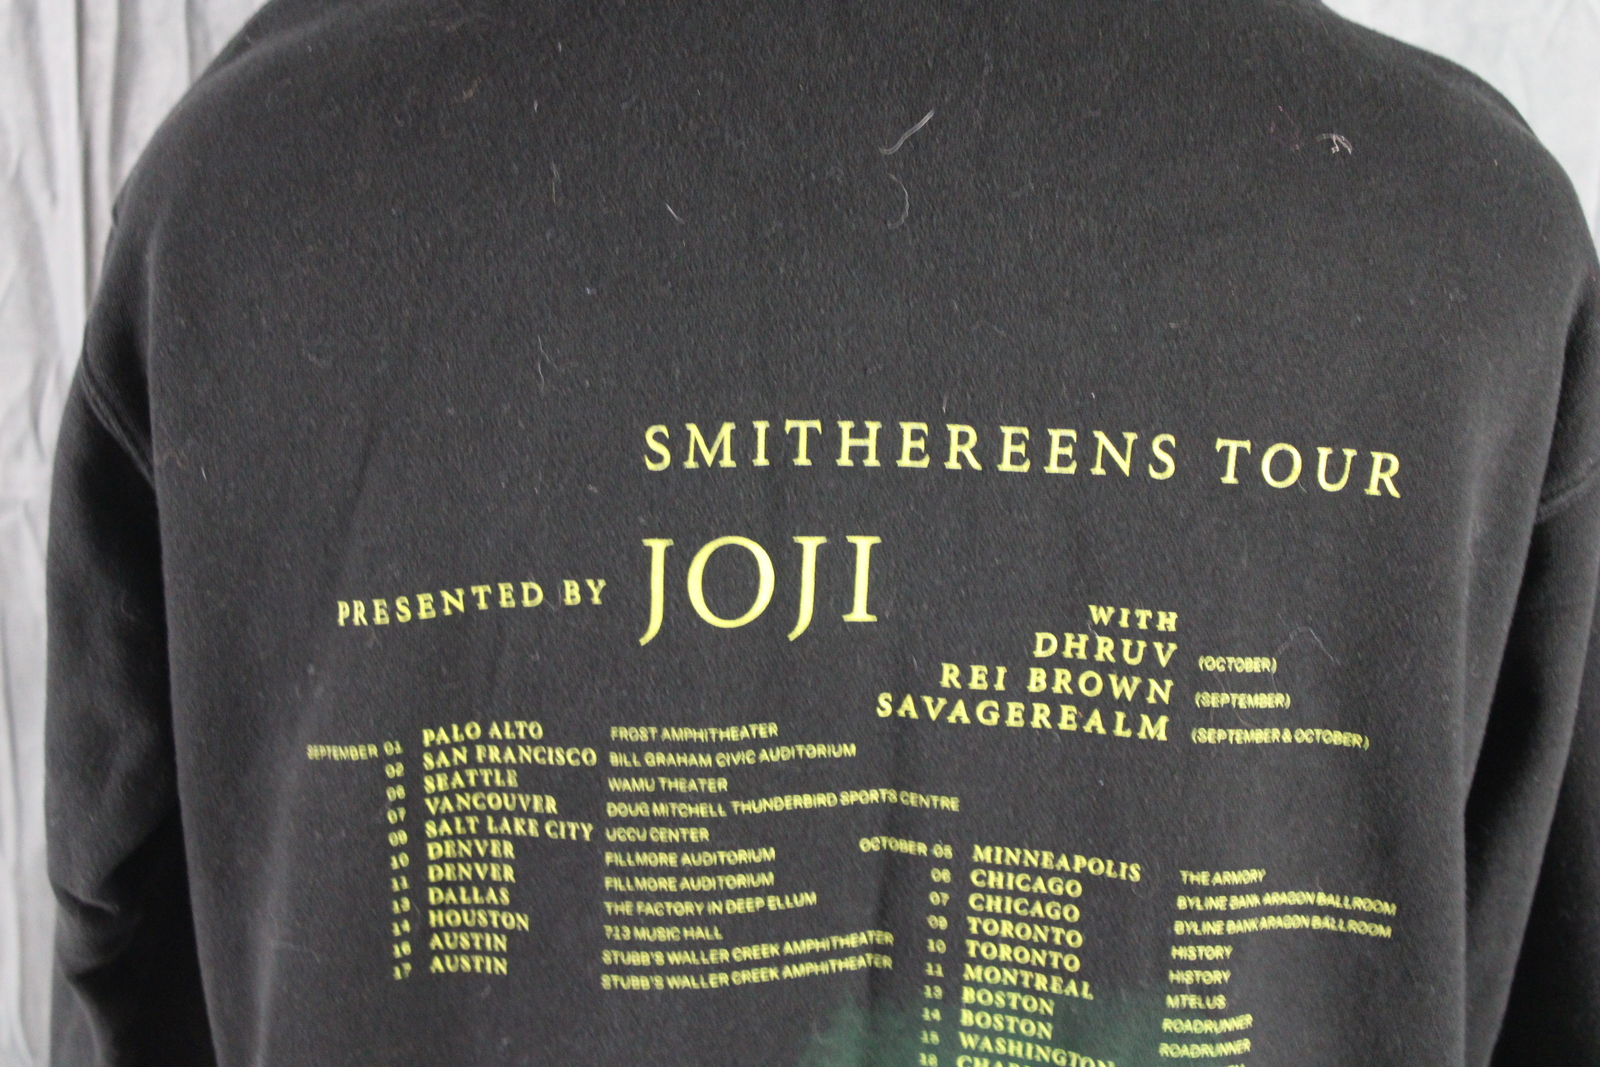 SMITHEREENS TOUR
PRESENTED BY JOJI
WITH
DHRUV (OCTOBER)
REI BROWN (SEPTEMBER)
SAVAGEREALM (SEPTEMBER & OCTOBER)
SEPTEMBER 01 PALO ALTO FROST AMPHITHEATER
02 SAN FRANCISCO BILL GRAHAM CIVIC AUDITORIUM
06 SEATTLE WAMU THEATER
07 VANCOUVER DOUG MITCHELL THUNDERBIRD SPORTS CENTRE
09 SALT LAKE CITY UCCU CENTER
10 DENVER FILLMORE AUDITORIUM
11 DENVER FILLMORE AUDITORIUM
13 DALLAS THE FACTORY IN DEEP ELLUM
14 HOUSTON 713 MUSIC HALL
16 AUSTIN STUBB'S WALLER CREEK AMPHITHEATER
17 AUSTIN STUBB'S WALLER CREEK AMPHITHEATER
OCTOBER 05 MINNEAPOLIS THE ARMORY
06 CHICAGO BYLINE BANK ARAGON BALLROOM
07 CHICAGO BYLINE BANK ARAGON BALLROOM
09 TORONTO HISTORY
10 TORONTO HISTORY
11 MONTREAL MTELUS
13 BOSTON ROADRUNNER
14 BOSTON ROADRUNNER
15 WASHINGTON